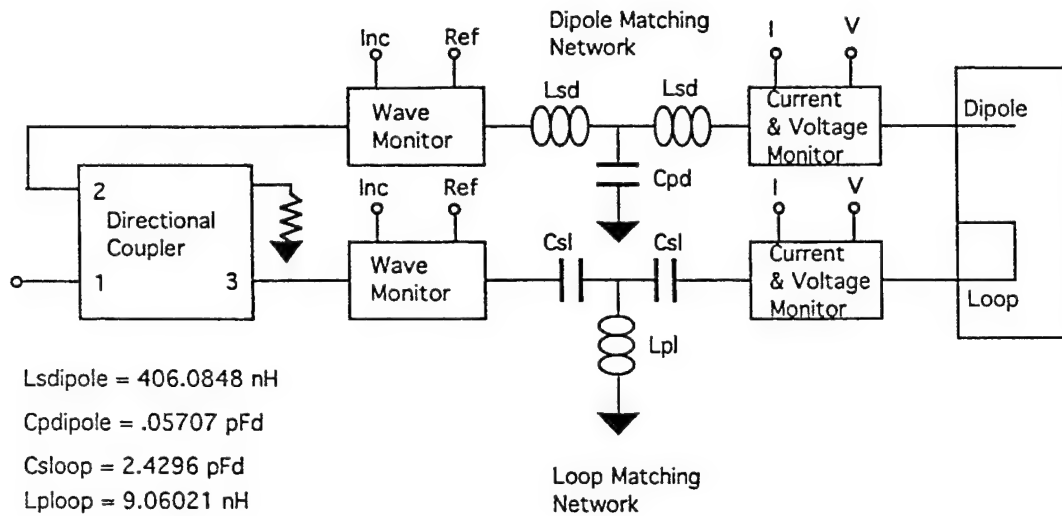 Dipole Matching
Network
Inc
Ref
I
V
Wave
Monitor
Lsd
Lsd
Current
& Voltage
Monitor
Dipole
Cpd
2
Directional
Coupler
1
3
Inc
Ref
Wave
Monitor
Csl
Csl
I
V
Current
& Voltage
Monitor
Loop
Lpl
Lsdipole = 406.0848 nH
Cpdipole = .05707 pFd
Csloop = 2.4296 pFd
Lploop = 9.06021 nH
Loop Matching
Network